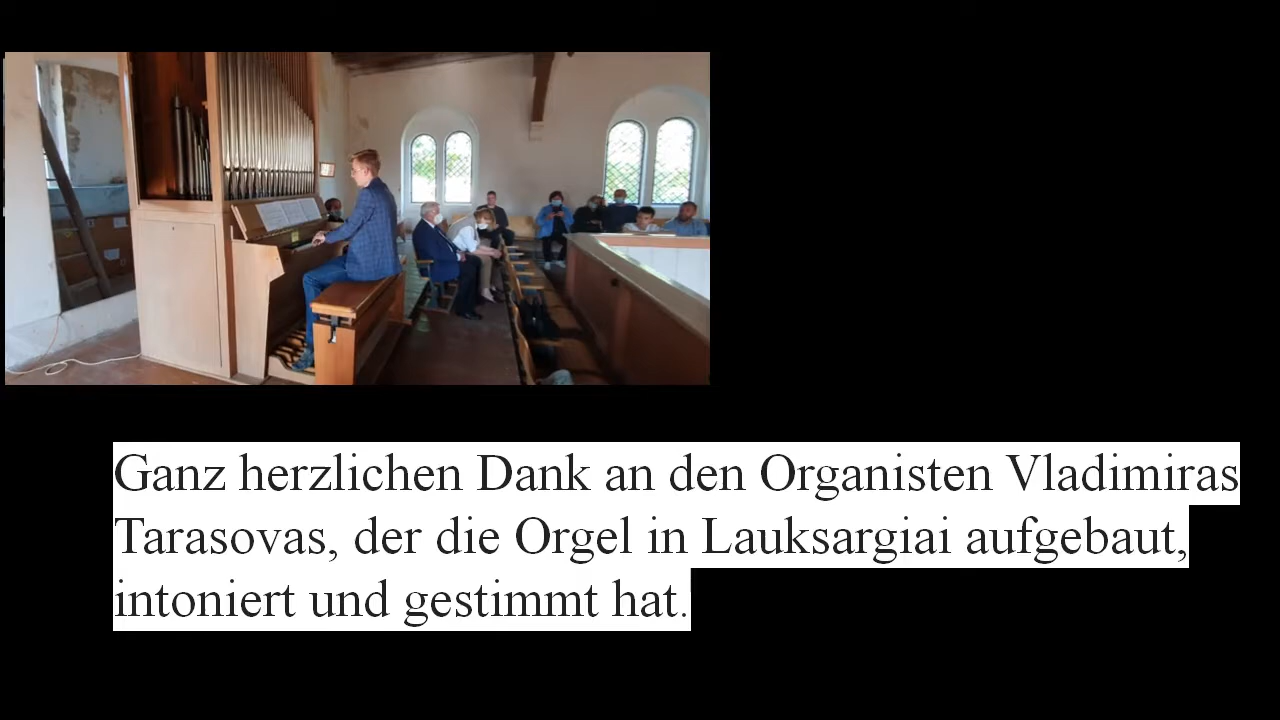 Ganz herzlichen Dank an den Organisten Vladimiras
Tarasovas, der die Orgel in Lauksargiai aufgebaut,
intoniert und gestimmt hat.